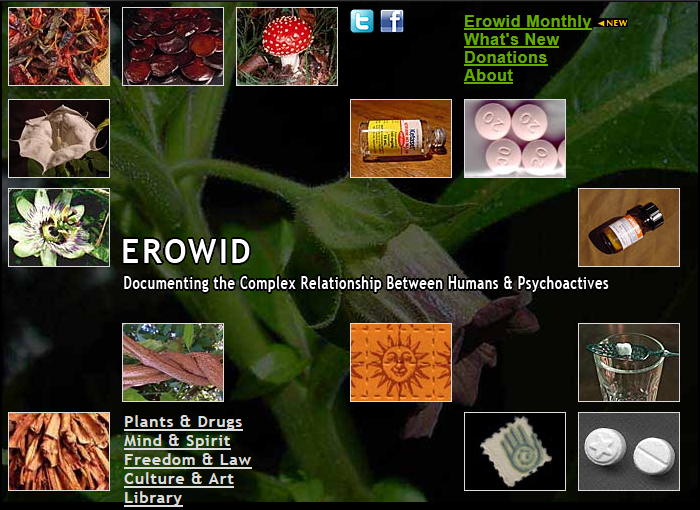 Erowid Monthly
NEW
What's New
Donations
About
EROWID
Documenting the Complex Relationship Between Humans & Psychoactives
Plants & Drugs
Mind & Spirit
Freedom & Law
Culture & Art
Library